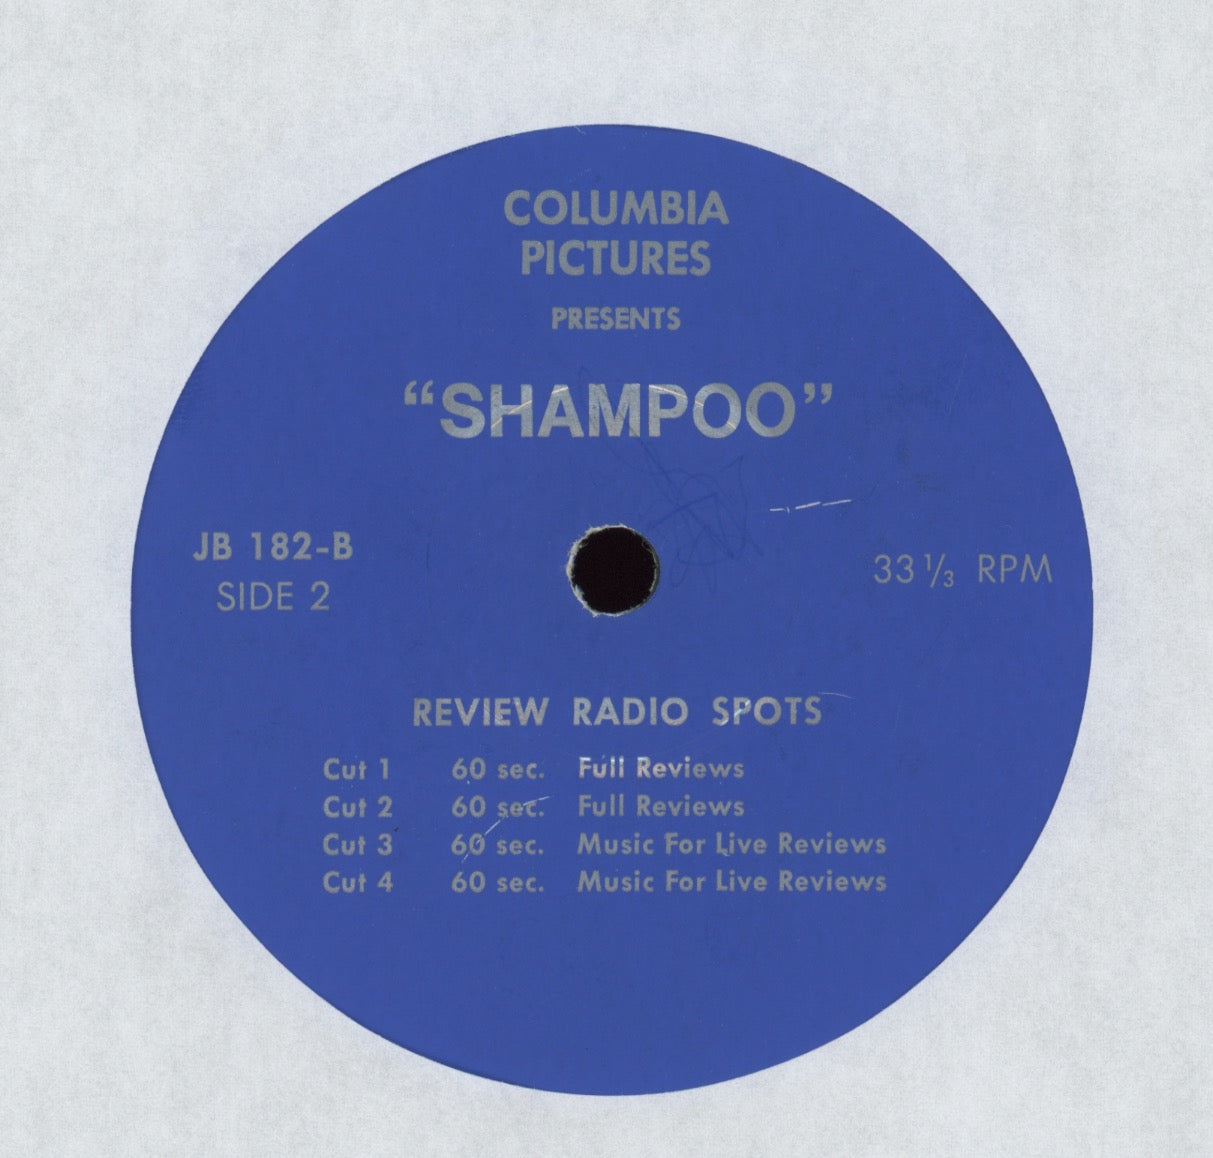 COLUMBIA
PICTURES
PRESENTS
“SHAMPOO”
JB 182-B
SIDE 2
33 ⅓ RPM
REVIEW RADIO SPOTS
Cut 1 60 sec. Full Reviews
Cut 2 60 sec. Full Reviews
Cut 3 60 sec. Music For Live Reviews
Cut 4 60 sec. Music For Live Reviews